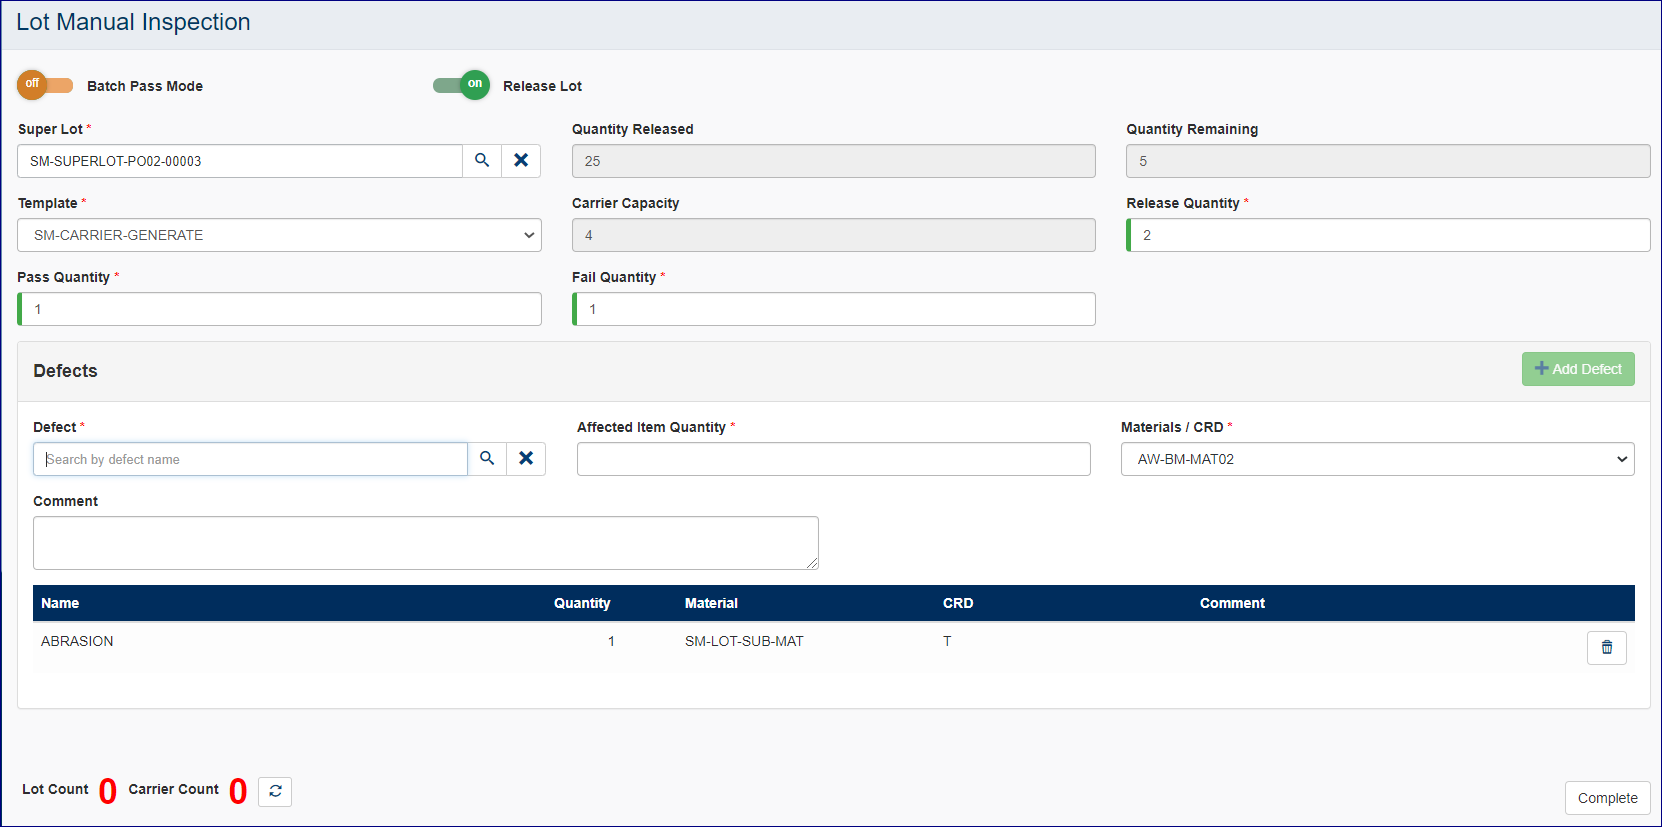 Lot Manual Inspection
off Batch Pass Mode on Release Lot
Super Lot * Quantity Released Quantity Remaining
SM-SUPERLOT-PO02-00003 25 5
Template * Carrier Capacity Release Quantity *
SM-CARRIER-GENERATE 4 2
Pass Quantity * Fail Quantity *
1 1
Defects Add Defect
Defect * Affected Item Quantity * Materials / CRD *
Search by defect name AW-BM-MAT02
Comment
Name Quantity Material CRD Comment
ABRASION 1 SM-LOT-SUB-MAT T
Lot Count 0 Carrier Count 0
Complete